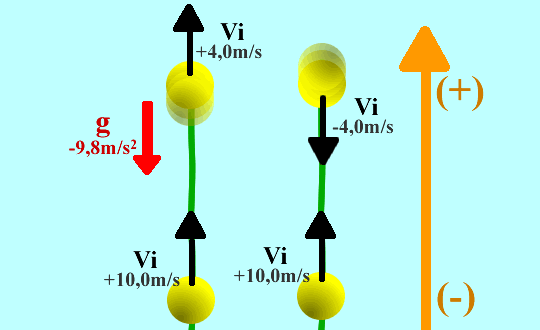 Vi
+4,0m/s
g
-9,8m/s²
Vi
+10,0m/s
Vi
-4,0m/s
Vi
+10,0m/s
(+)
(-)